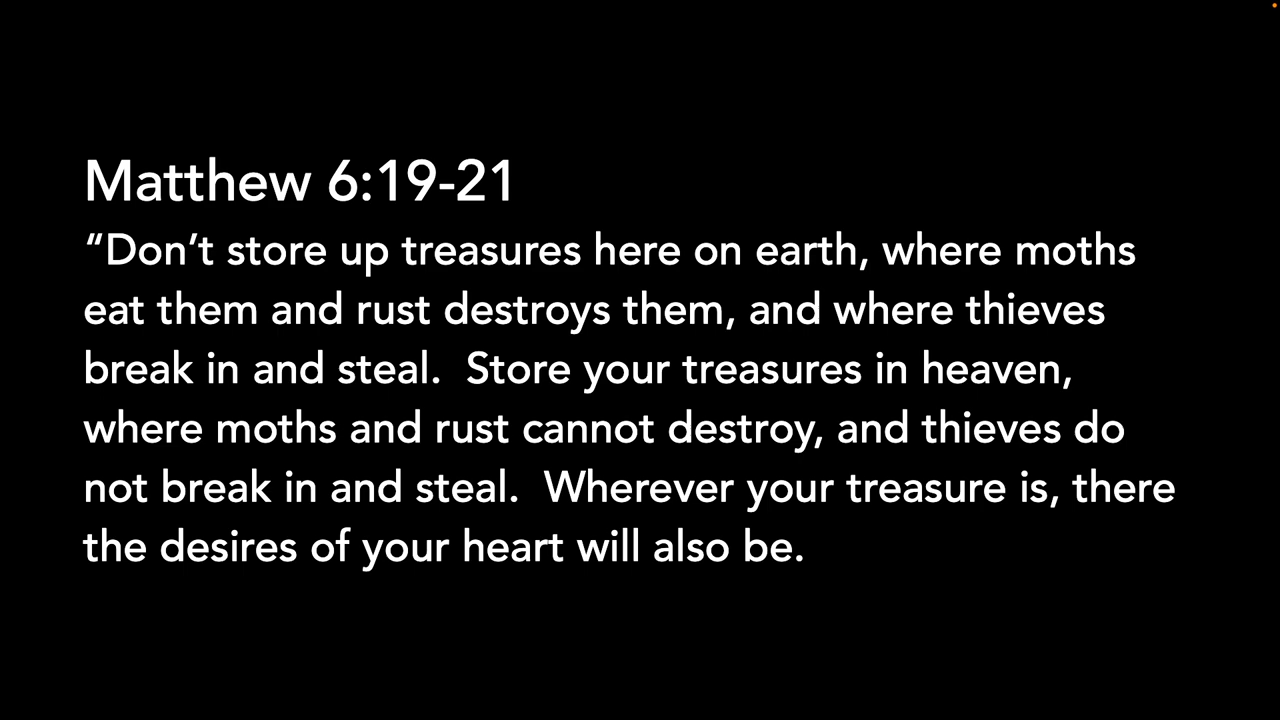 Matthew 6:19-21
“Don’t store up treasures here on earth, where moths
eat them and rust destroys them, and where thieves
break in and steal.  Store your treasures in heaven,
where moths and rust cannot destroy, and thieves do
not break in and steal.  Wherever your treasure is, there
the desires of your heart will also be.